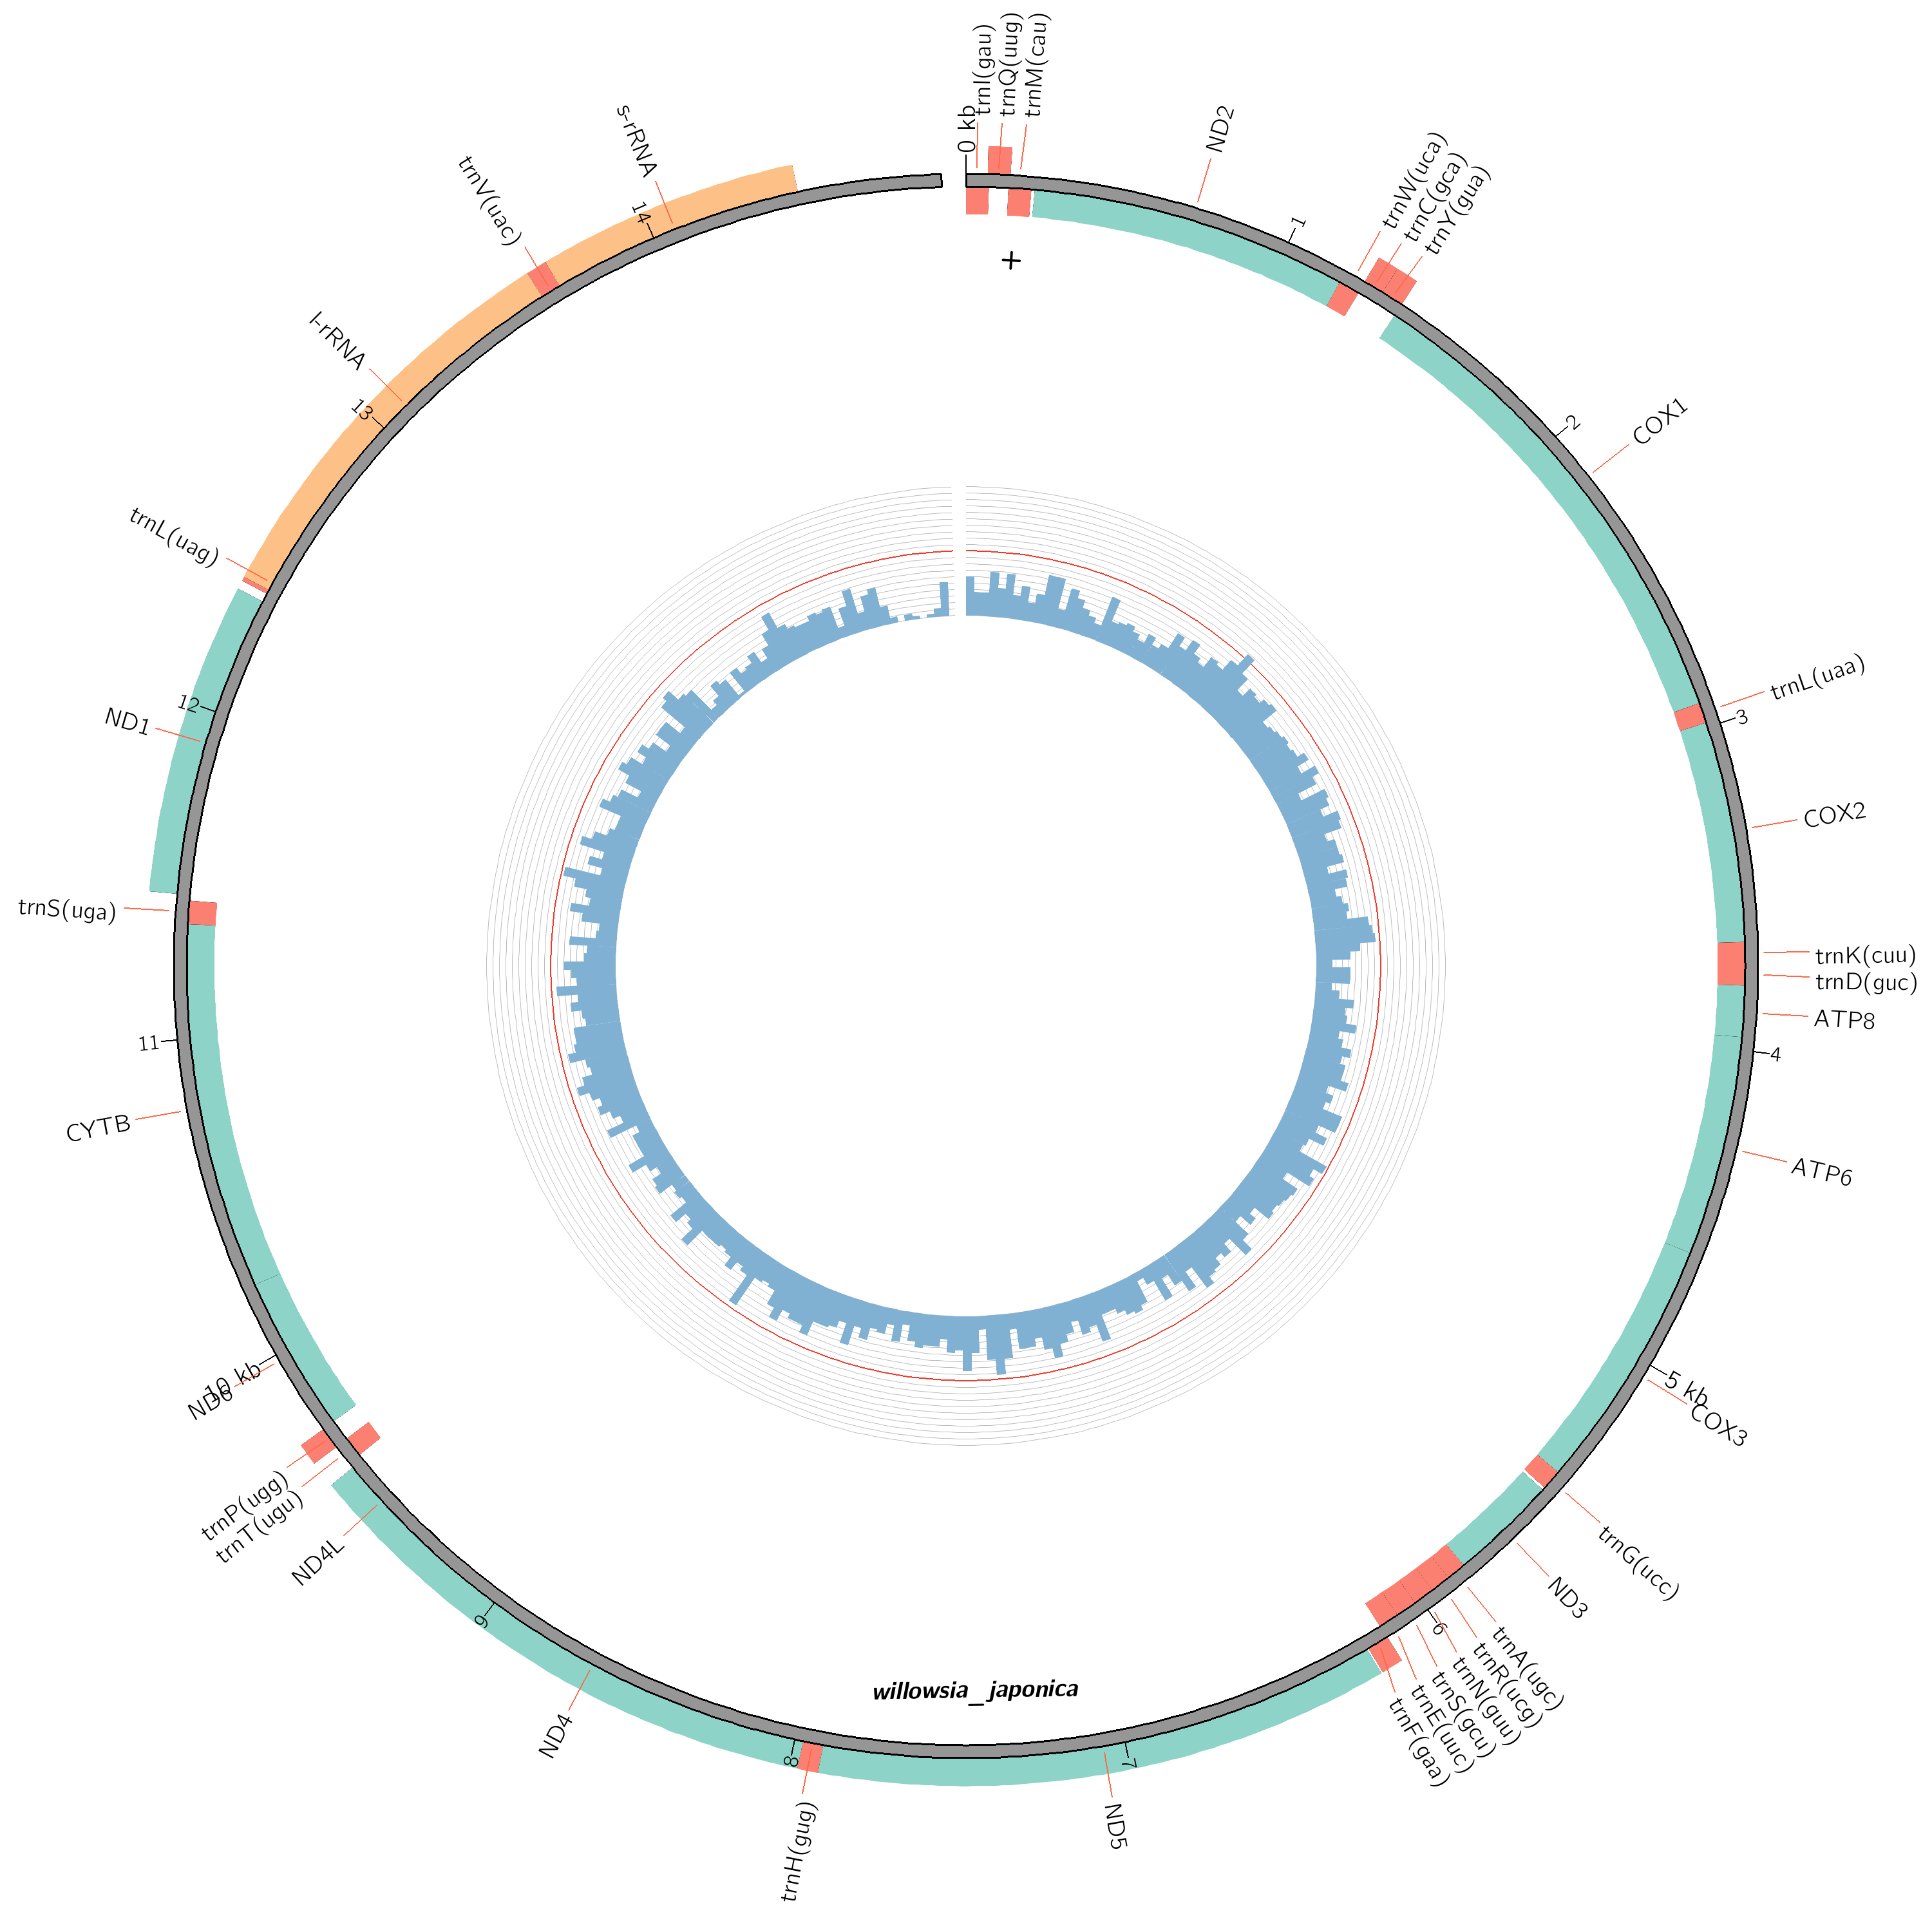 0 kb
trnI(gau)
trnQ(uug)
trnM(cau)
+
ND2
1
trnW(uca)
trnC(gca)
trnY(gua)
2
COX1
trnL(uaa)
3
COX2
trnK(cuu)
trnD(guc)
ATP8
4
ATP6
5 kb
COX3
trnG(ucc)
ND3
trnA(ugc)
6
trnR(ucg)
trnN(guu)
trnS(gcu)
trnE(uuc)
trnF(gaa)
7
ND5
willowsia_japonica
8
trnH(gug)
ND4
9
ND4L
trnT(ugu)
trnP(ugg)
10 kb
ND6
CYTB
11
trnS(uga)
ND1
12
trnL(uag)
13
l-rRNA
trnV(uac)
14
s-rRNA